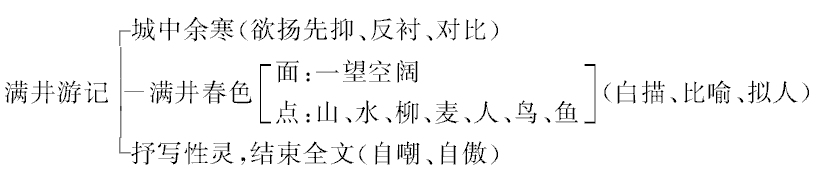 城中余寒(欲扬先抑、反衬、对比)
满井游记
满井春色
面:一望空阔
点:山、水、柳、麦、人、鸟、鱼
(白描、比喻、拟人)
抒写性灵,结束全文(自嘲、自傲)